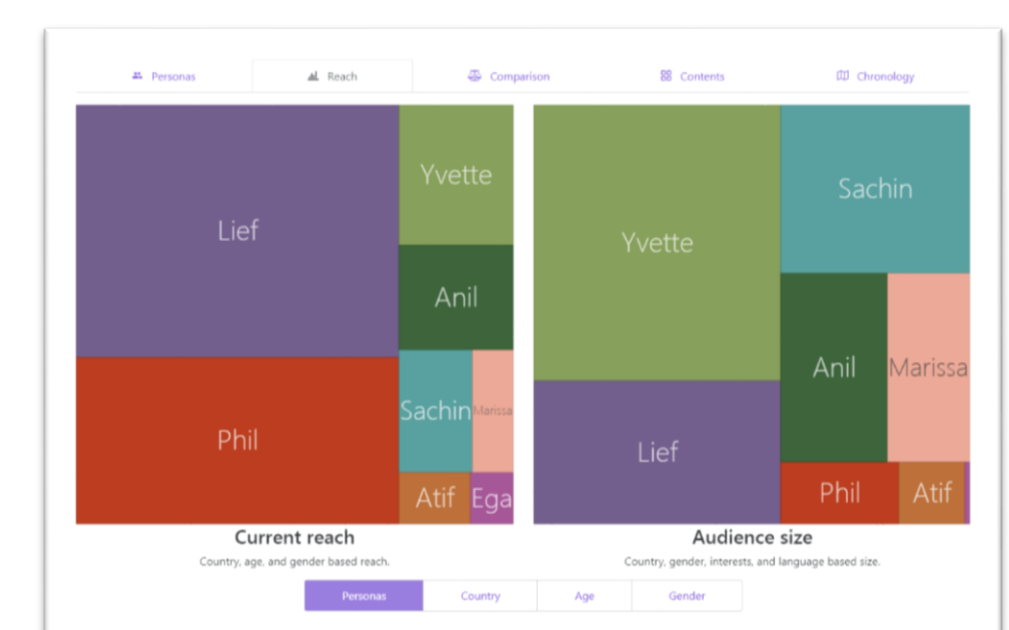 Personas
Reach
Comparison
Contents
Chronology
Lief
Yvette
Anil
Phil
Sachin
Marissa
Atif
Ega
Yvette
Sachin
Anil
Marissa
Lief
Phil
Atif
Current reach
Country, age, and gender based reach.
Audience size
Country, gender, interests, and language based size.
Personas
Country
Age
Gender